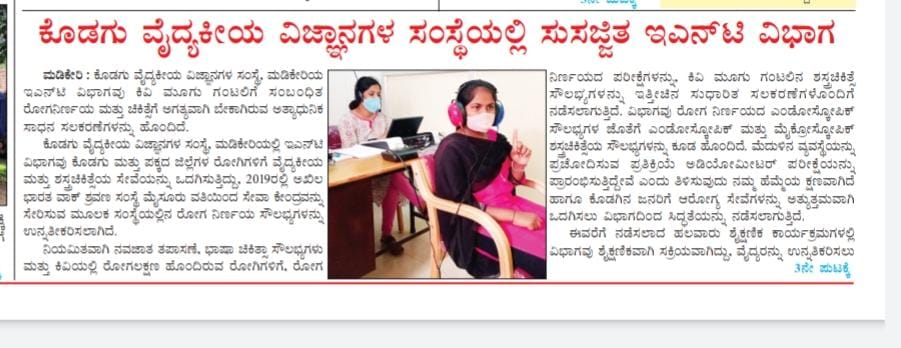 3ನೇ ಪುಟಕ್ಕೆ
ಕೊಡಗು ವೈದ್ಯಕೀಯ ವಿಜ್ಞಾನಗಳ ಸಂಸ್ಥೆಯಲ್ಲಿ ಸುಸಜ್ಜಿತ ಇಎನ್‌ಟಿ ವಿಭಾಗ
ಮಡಿಕೇರಿ : ಕೊಡಗು ವೈದ್ಯಕೀಯ ವಿಜ್ಞಾನಗಳ ಸಂಸ್ಥೆ, ಮಡಿಕೇರಿಯ
ಇಎನ್‌ಟಿ ವಿಭಾಗವು ಕಿವಿ ಮೂಗು ಗಂಟಲಿಗೆ ಸಂಬಂಧಿತ
ರೋಗನಿರ್ಣಯ ಮತ್ತು ಚಿಕಿತ್ಸೆಗೆ ಅಗತ್ಯವಾಗಿ ಬೇಕಾಗಿರುವ ಅತ್ಯಾಧುನಿಕ
ಸಾಧನ ಸಲಕರಣೆಗಳನ್ನು ಹೊಂದಿದೆ.
ಕೊಡಗು ವೈದ್ಯಕೀಯ ವಿಜ್ಞಾನಗಳ ಸಂಸ್ಥೆ, ಮಡಿಕೇರಿಯಲ್ಲಿ ಇಎನ್‌ಟಿ
ವಿಭಾಗವು ಕೊಡಗು ಮತ್ತು ಪಕ್ಕದ ಜಿಲ್ಲೆಗಳ ರೋಗಿಗಳಿಗೆ ವೈದ್ಯಕೀಯ
ಮತ್ತು ಶಸ್ತ್ರಚಿಕಿತ್ಸೆಯ ಸೇವೆಯನ್ನು ಒದಗಿಸುತ್ತಿದ್ದು, 2019ರಲ್ಲಿ ಅಖಿಲ
ಭಾರತ ವಾಕ್ ಶ್ರವಣ ಸಂಸ್ಥೆ ಮೈಸೂರು ವತಿಯಿಂದ ಸೇವಾ ಕೇಂದ್ರವನ್ನು
ಸೇರಿಸುವ ಮೂಲಕ ಸಂಸ್ಥೆಯಲ್ಲಿನ ರೋಗ ನಿರ್ಣಯ ಸೌಲಭ್ಯಗಳನ್ನು
ಉನ್ನತೀಕರಿಸಲಾಗಿದೆ.
ನಿಯಮಿತವಾಗಿ ನವಜಾತ ತಪಾಸಣೆ, ಭಾಷಾ ಚಿಕಿತ್ಸಾ ಸೌಲಭ್ಯಗಳು
ಮತ್ತು ಕಿವಿಯಲ್ಲಿ ರೋಗಲಕ್ಷಣ ಹೊಂದಿರುವ ರೋಗಿಗಳಿಗೆ, ರೋಗ
ನಿರ್ಣಯದ ಪರೀಕ್ಷೆಗಳನ್ನು, ಕಿವಿ ಮೂಗು ಗಂಟಲಿನ ಶಸ್ತ್ರಚಿಕಿತ್ಸೆ
ಸೌಲಭ್ಯಗಳನ್ನು ಇತ್ತೀಚಿನ ಸುಧಾರಿತ ಸಲಕರಣೆಗಳೊಂದಿಗೆ
ನಡೆಸಲಾಗುತ್ತಿದೆ. ವಿಭಾಗವು ರೋಗ ನಿರ್ಣಯದ ಎಂಡೋಸ್ಕೋಪಿಕ್
ಸೌಲಭ್ಯಗಳ ಜೊತೆಗೆ ಎಂಡೋಸ್ಕೋಪಿಕ್ ಮತ್ತು ಮೈಕ್ರೋಸ್ಕೋಪಿಕ್
ಶಸ್ತ್ರಚಿಕಿತ್ಸೆಯ ಸೌಲಭ್ಯಗಳನ್ನು ಕೂಡ ಹೊಂದಿದೆ. ಮೆದುಳಿನ ವ್ಯವಸ್ಥೆಯನ್ನು
ಪ್ರಚೋದಿಸುವ ಪ್ರತಿಕ್ರಿಯೆ ಅಡಿಯೋಮೀಟರ್ ಪರೀಕ್ಷೆಯನು,
ಪ್ರಾರಂಭಿಸುತ್ತಿದ್ದೇವೆ ಎಂದು ತಿಳಿಸುವುದು ನಮ್ಮ ಹೆಮ್ಮೆಯ ಕ್ಷಣವಾಗಿದೆ
ಹಾಗೂ ಕೊಡಗಿನ ಜನರಿಗೆ ಆರೋಗ್ಯ ಸೇವೆಗಳನ್ನು ಅತ್ಯುತ್ತಮವಾಗಿ
ಒದಗಿಸಲು ವಿಭಾಗದಿಂದ ಸಿದ್ಧತೆಯನ್ನು ನಡೆಸಲಾಗುತ್ತಿದೆ.
ಈವರೆಗೆ ನಡೆಸಲಾದ ಹಲವಾರು ಶೈಕ್ಷಣಿಕ ಕಾರ್ಯಕ್ರಮಗಳಲ್ಲಿ
ವಿಭಾಗವು ಶೈಕ್ಷಣಿಕವಾಗಿ ಸಕ್ರಿಯವಾಗಿದ್ದು, ವೈದ್ಯರನ್ನು ಉನ್ನತಿಕರಿಸಲು
3ನೇ ಪುಟಕ್ಕೆ